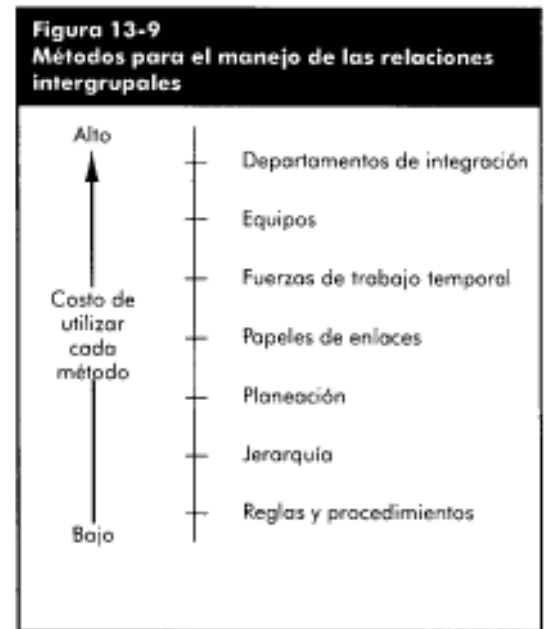 Figura 13-9
Métodos para el manejo de las relaciones
intergrupales
Alto
Departamentos de integración
Equipos
Fuerzas de trabajo temporal
Costo de
utilizar
cada
método
Papeles de enlaces
Planeación
Jerarquía
Reglas y procedimientos
Bajo